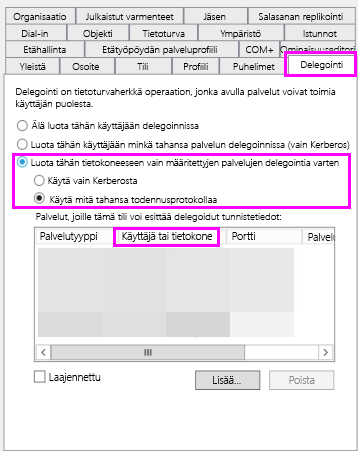 Organisaatio Julkaistut varmenteet Jäsen Salasanan replikointi
Dial-in Objekti Tietoturva Ympäristö Istunnot
Etähallinta Etätyöpöydän palveluprofiili COM+ Ominaisuuseditori
Yleistä Osoite Tili Profiili Puhelimet Delegointi
Delegointi on tietoturvaherkkä operaation, jonka avulla palvelut voivat toimia
käyttäjän puolesta.
Älä luota tähän käyttäjään delegoinnissa
Luota tähän käyttäjään minkä tahansa palvelun delegoinnissa (vain Kerberos)
Luota tähän tietokoneeseen vain määritettyjen palvelujen delegointia varten
Käytä vain Kerberosta
Käytä mitä tahansa todennusprotokollaa
Palvelut, joille tämä tili voi esittää delegoidut tunnistetiedot:
Palvelutyyppi Käyttäjä tai tietokone Portti Palvelu
Laajennettu Lisää... Poista